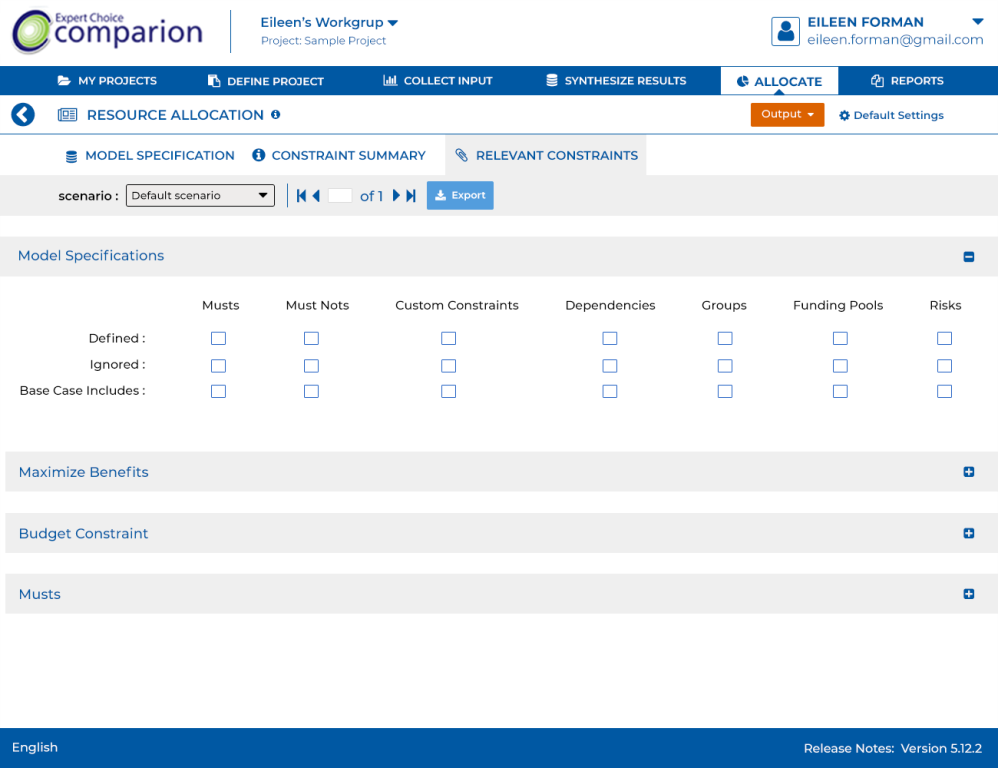 Expert Choice
comparion
Eileen's Workgrup
Project: Sample Project
EILEEN FORMAN
eileen.forman@gmail.com
MY PROJECTS DEFINE PROJECT COLLECT INPUT SYNTHESIZE RESULTS ALLOCATE REPORTS
RESOURCE ALLOCATION Output Default Settings
MODEL SPECIFICATION CONSTRAINT SUMMARY RELEVANT CONSTRAINTS
scenario : Default scenario of 1 Export
Model Specifications
Musts Must Nots Custom Constraints Dependencies Groups Funding Pools Risks
Defined :
Ignored :
Base Case Includes :
Maximize Benefits
Budget Constraint
Musts
English Release Notes: Version 5.12.2